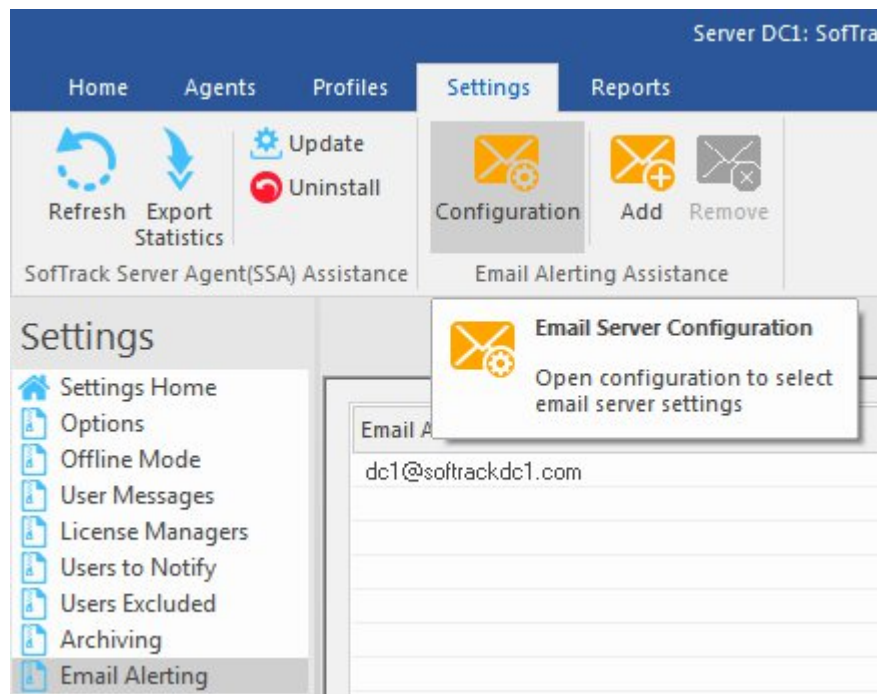 Server DC1: SofTra
Home Agents Profiles Settings Reports
Update
Uninstall
Refresh Export Statistics
Configuration Add Remove
SofTrack Server Agent(SSA) Assistance Email Alerting Assistance
Settings
Email Server Configuration
Open configuration to select
email server settings
Settings Home
Options
Offline Mode
User Messages
License Managers
Users to Notify
Users Excluded
Archiving
Email Alerting
Email A
dc1@softrackdc1.com